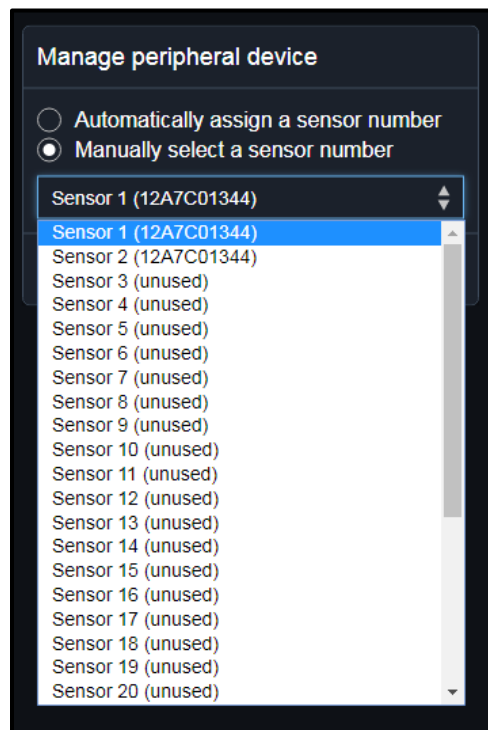 Manage peripheral device
Automatically assign a sensor number
Manually select a sensor number
Sensor 1 (12A7C01344)
Sensor 1 (12A7C01344)
Sensor 2 (12A7C01344)
Sensor 3 (unused)
Sensor 4 (unused)
Sensor 5 (unused)
Sensor 6 (unused)
Sensor 7 (unused)
Sensor 8 (unused)
Sensor 9 (unused)
Sensor 10 (unused)
Sensor 11 (unused)
Sensor 12 (unused)
Sensor 13 (unused)
Sensor 14 (unused)
Sensor 15 (unused)
Sensor 16 (unused)
Sensor 17 (unused)
Sensor 18 (unused)
Sensor 19 (unused)
Sensor 20 (unused)